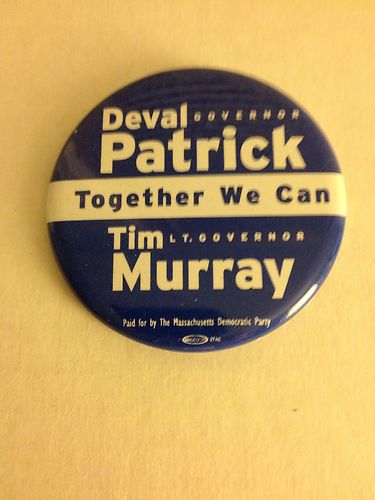 Deval GOVERNOR
Patrick
Together We Can
Tim LT. GOVERNOR
Murray
Paid for by The Massachusetts Democratic Party